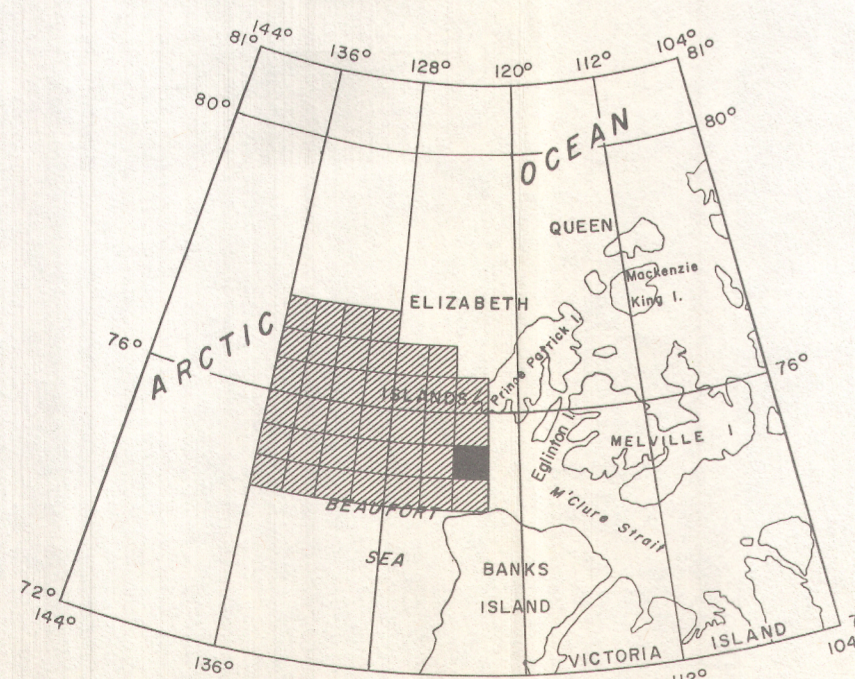 144°
81°
136°
128°
120°
112°
104°
81°
80°
80°
OCEAN
QUEEN
Mackenzie
King I.
ELIZABETH
ARCTIC
76°
76°
Prince Patrick I.
ISLANDS
Eglinton I.
MELVILLE I
M'Clure Strait
BEAUFORT
SEA
BANKS
ISLAND
72°
144°
136°
VICTORIA
ISLAND
112°
104